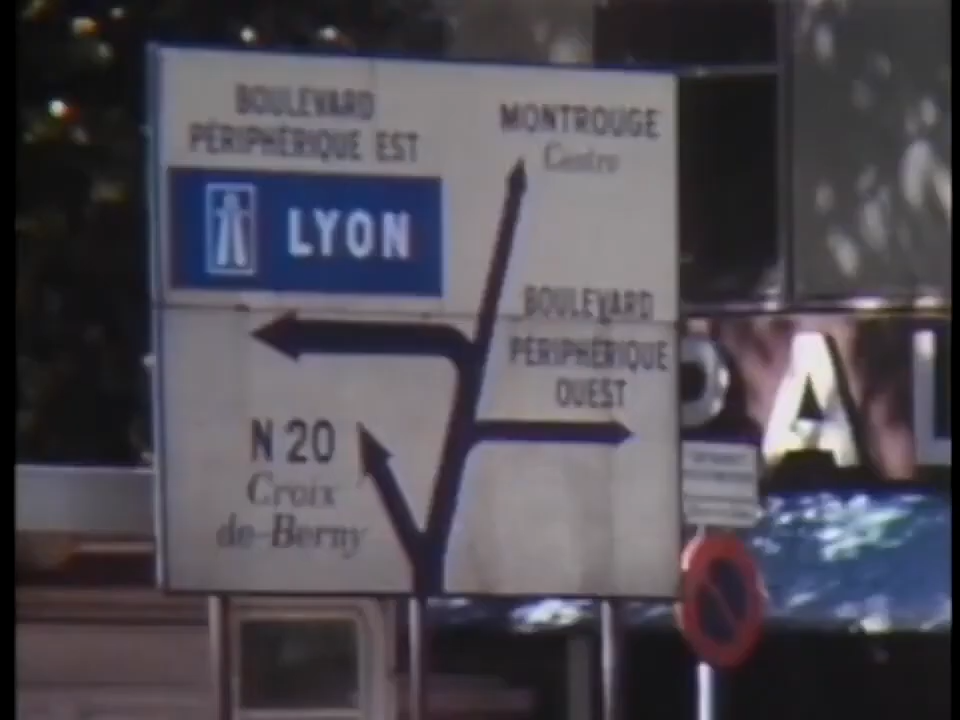 BOULEVARD
PÉRIPHÉRIQUE EST
LYON
MONTROUGE
Centre
BOULEVARD
PÉRIPHÉRIQUE
OUEST
N 20
Croix
de-Berny